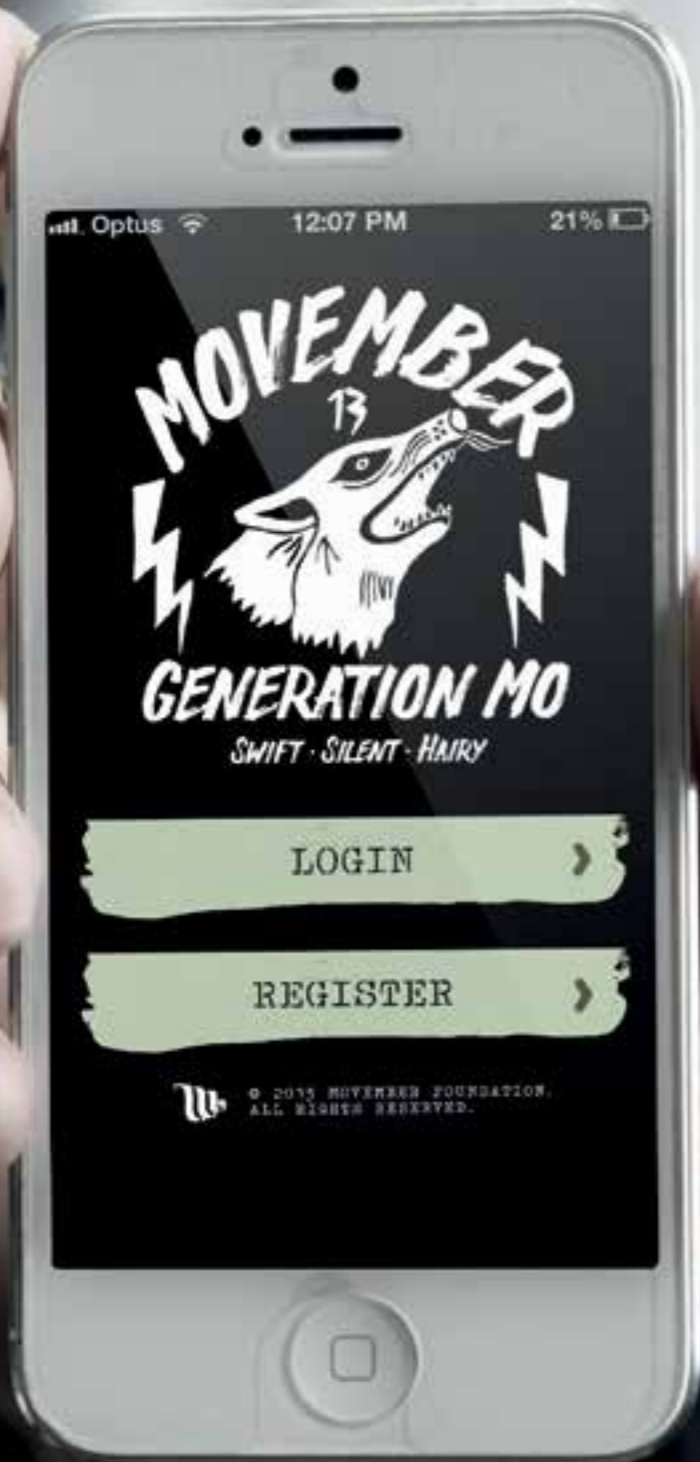 Optus 12:07 PM 21%
MOVEMBER
13
GENERATION MO
SWIFT · SILENT · HAIRY
LOGIN
REGISTER
© 2013 MOVEMBER FOUNDATION.
ALL RIGHTS RESERVED.